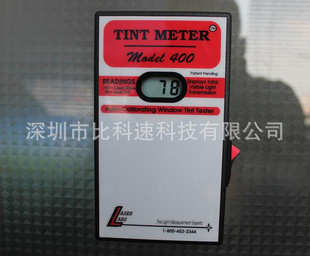 TINT METER
Model 400
Patent Pending
READINGS
78
Displays Total
Visible Light
Transmission
Auto-Calibrating Window Tint Tester
深圳市比科速科技有限公司
LASER
LABS
The Light Measurement Experts
1-800-452-2344